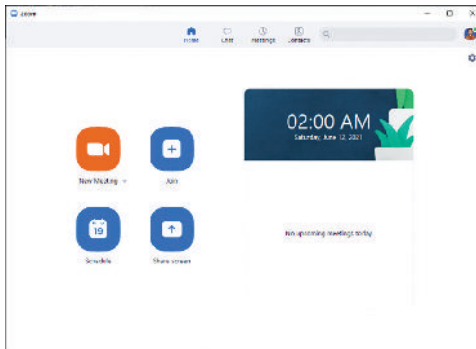 Zoom
Home
Chat
Meetings
Contacts
02:00 AM
Saturday, June 12, 2021
New Meeting
Join
19
Schedule
Share screen
No upcoming meetings today